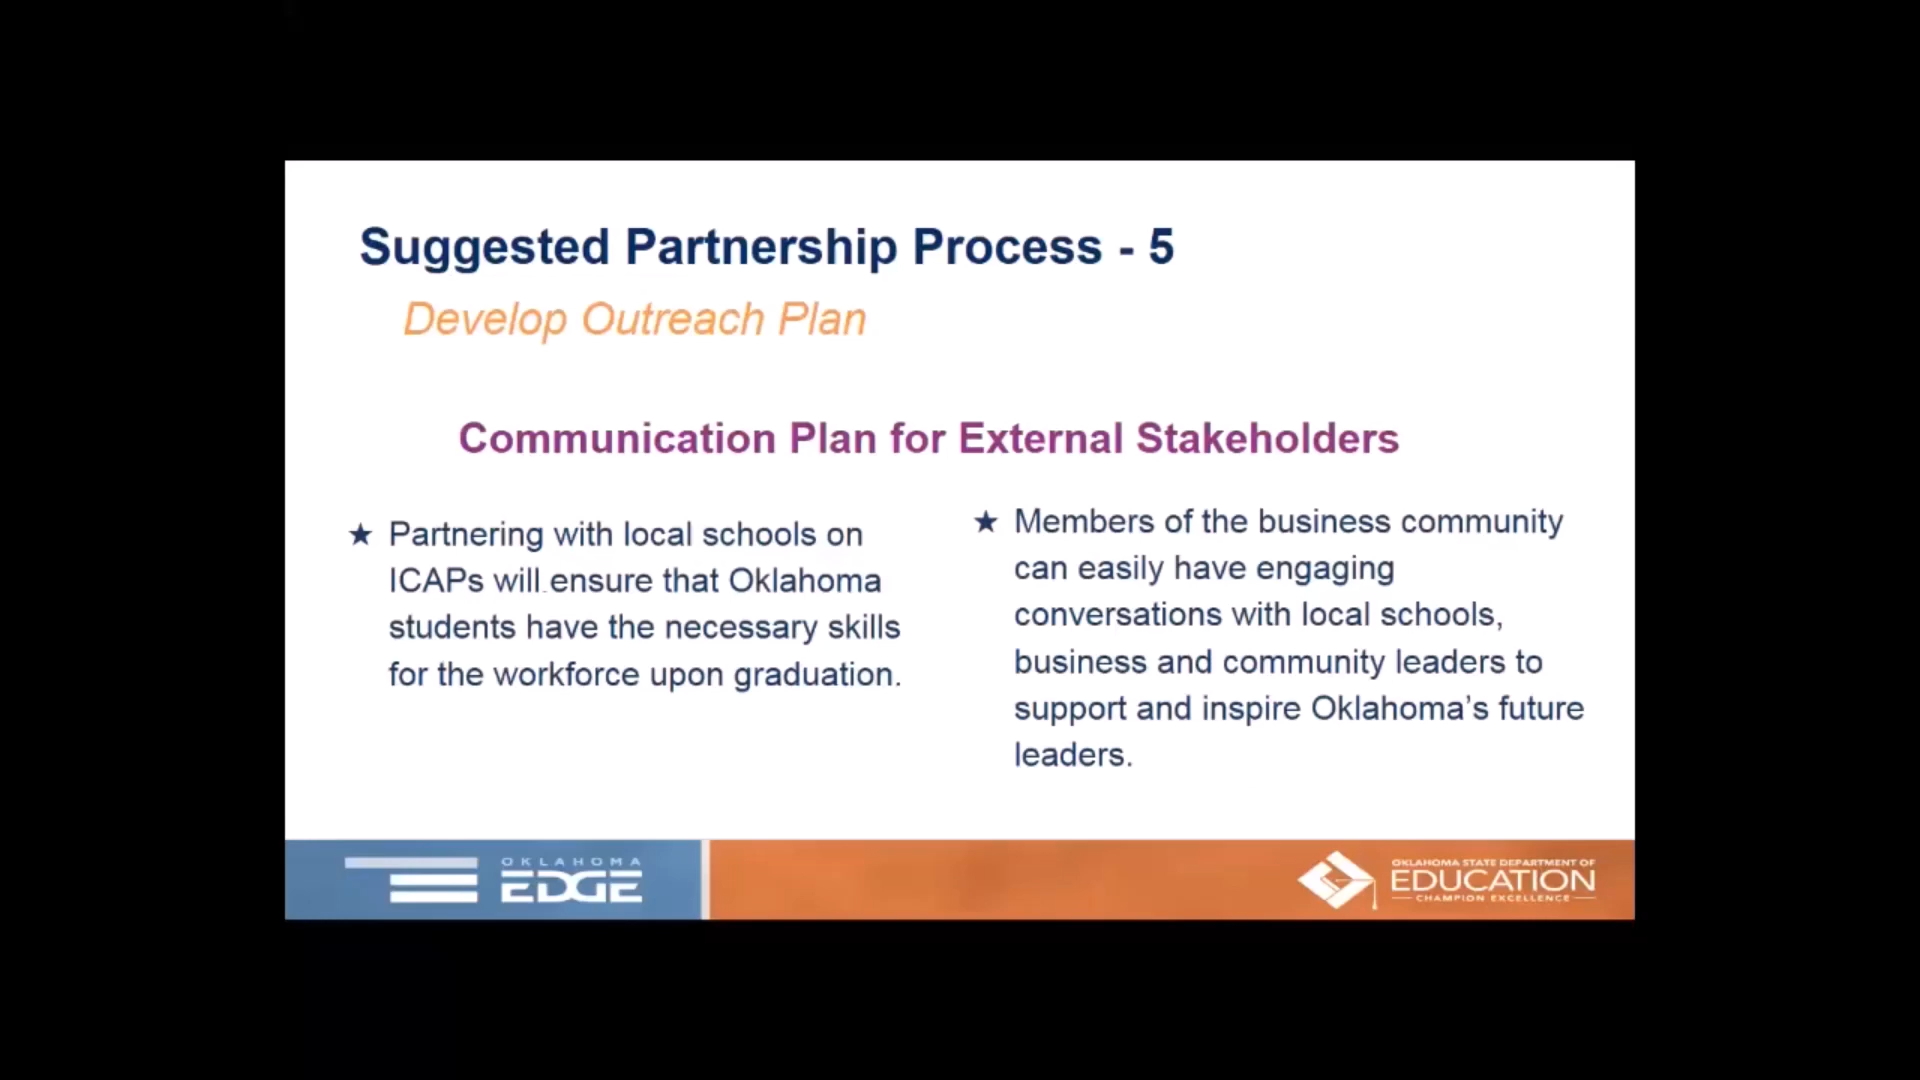 Suggested Partnership Process - 5
Develop Outreach Plan
Communication Plan for External Stakeholders
★ Partnering with local schools on
ICAPs will ensure that Oklahoma
students have the necessary skills
for the workforce upon graduation.
★ Members of the business community
can easily have engaging
conversations with local schools,
business and community leaders to
support and inspire Oklahoma’s future
leaders.
OKLAHOMA
EDGE
OKLAHOMA STATE DEPARTMENT OF
EDUCATION
CHAMPION EXCELLENCE